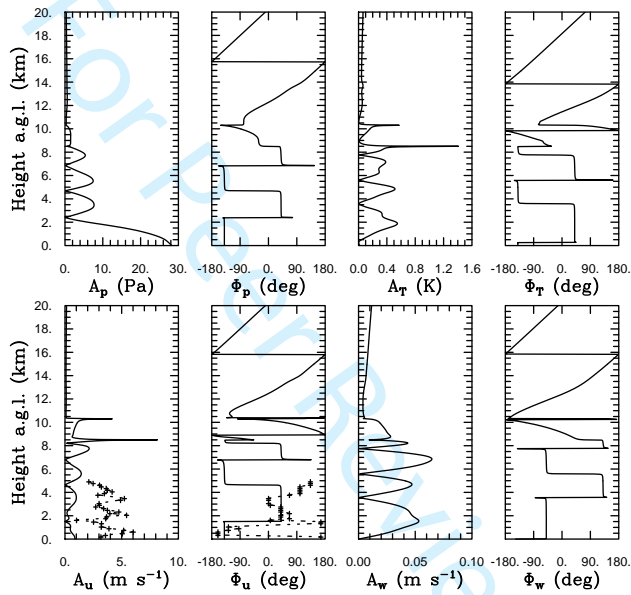 For Peer Review
Height a.g.l. (km)
20.
18.
16.
14.
12.
10.
8.
6.
4.
2.
0.
0. 10. 20. 30.
A_p (Pa)
-180. -90. 0. 90. 180.
Φ_p (deg)
0.0 0.4 0.8 1.2 1.6
A_T (K)
-180. -90. 0. 90. 180.
Φ_T (deg)
Height a.g.l. (km)
20.
18.
16.
14.
12.
10.
8.
6.
4.
2.
0.
0. 5. 10.
A_u (m s⁻¹)
-180. -90. 0. 90. 180.
Φ_u (deg)
0.00 0.05 0.10
A_w (m s⁻¹)
-180. -90. 0. 90. 180.
Φ_w (deg)